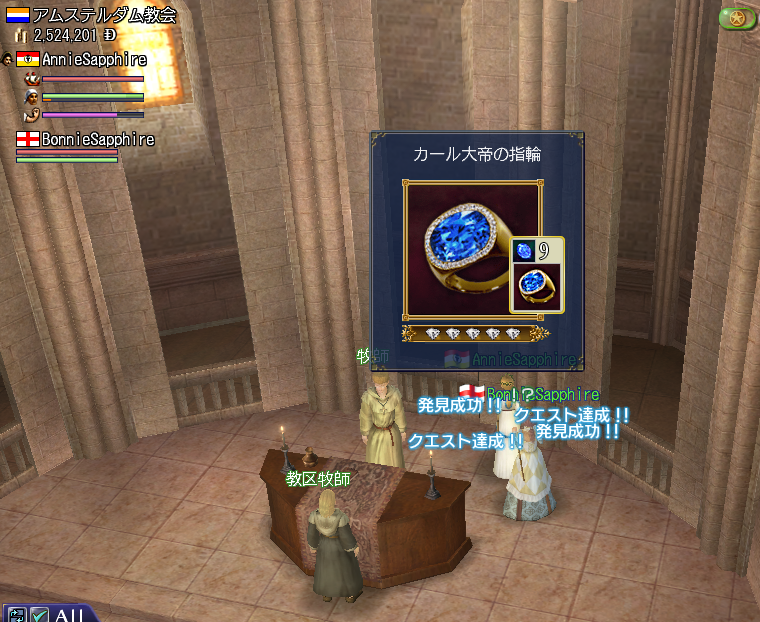 アムステルダム教会
2,524,201 Đ
AnnieSapphire
BonnieSapphire
カール大帝の指輪
9
牧師
AnnieSapphire
BonnieSapphire
?
発見成功!!
クエスト達成!!
発見成功!!
クエスト達成!!
教区牧師
All